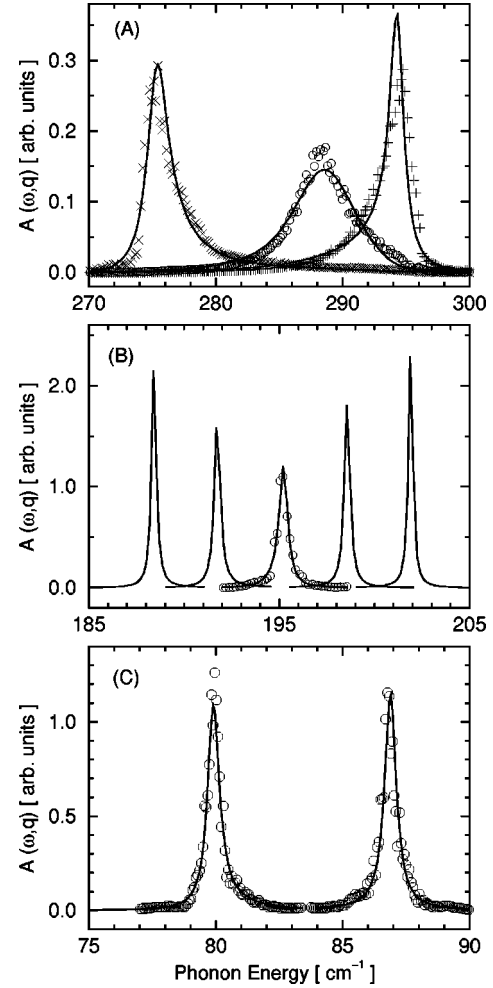 (A)
A (ω,q) [ arb. units ]
0.3
0.2
0.1
0.0
270 280 290 300
(B)
A (ω,q) [ arb. units ]
2.0
1.0
0.0
185 195 205
(C)
A (ω,q) [ arb. units ]
1.0
0.5
0.0
75 80 85 90
Phonon Energy [ cm⁻¹ ]